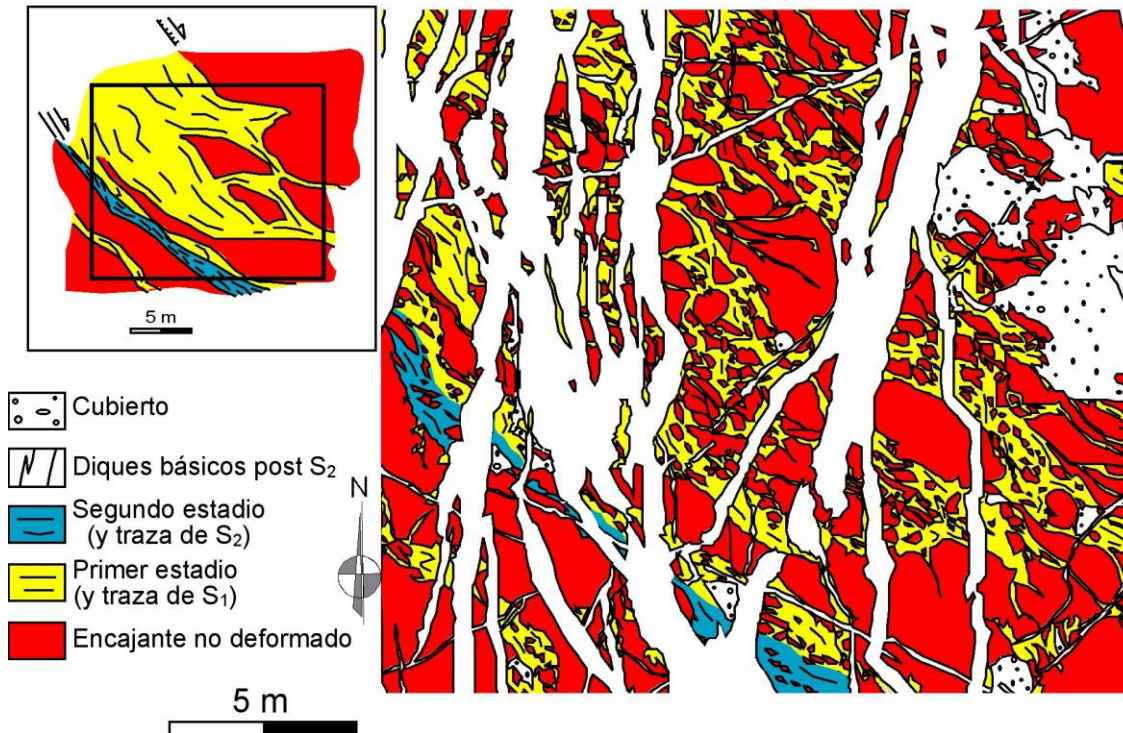 5 m
Cubierto
Diques básicos post S₂
Segundo estadio
(y traza de S₂)
Primer estadio
(y traza de S₁)
Encajante no deformado
N
5 m